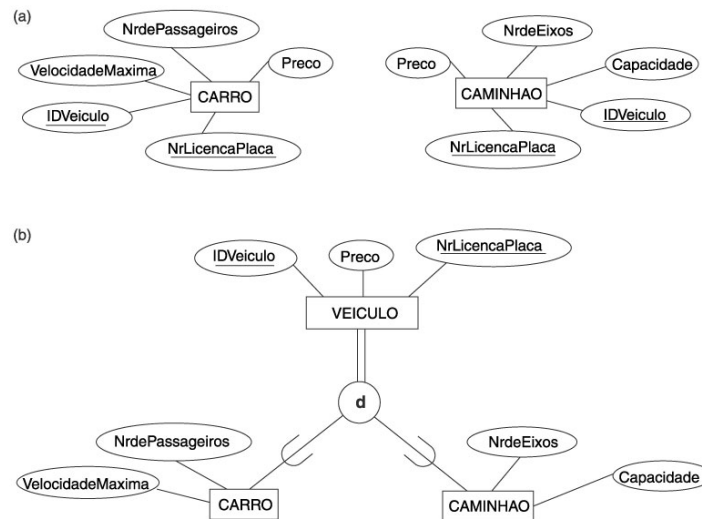 (a)
NrdePassageiros
VelocidadeMaxima
Preco
CARRO
IDVeiculo
NrLicencaPlaca
NrdeEixos
Preco
Capacidade
CAMINHAO
IDVeiculo
NrLicencaPlaca
(b)
IDVeiculo
Preco
NrLicencaPlaca
VEICULO
d
NrdePassageiros
VelocidadeMaxima
CARRO
NrdeEixos
Capacidade
CAMINHAO